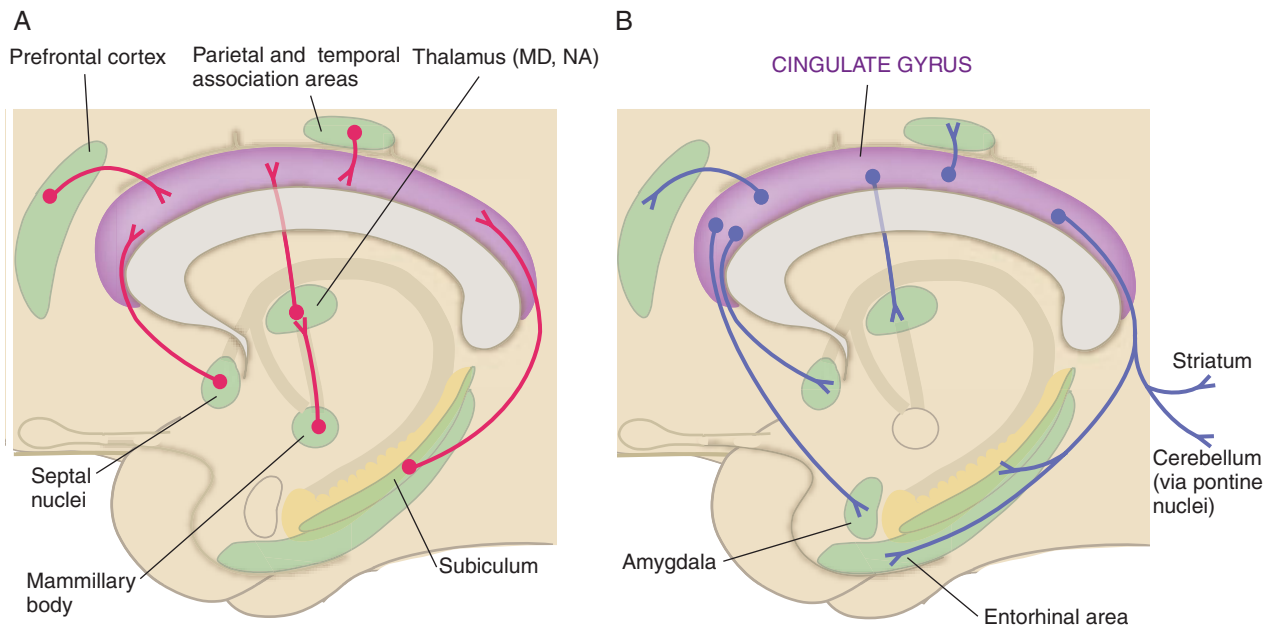 A
B
Prefrontal cortex
Parietal and temporal
association areas
Thalamus (MD, NA)
CINGULATE GYRUS
Septal
nuclei
Mammillary
body
Subiculum
Striatum
Cerebellum
(via pontine
nuclei)
Amygdala
Entorhinal area